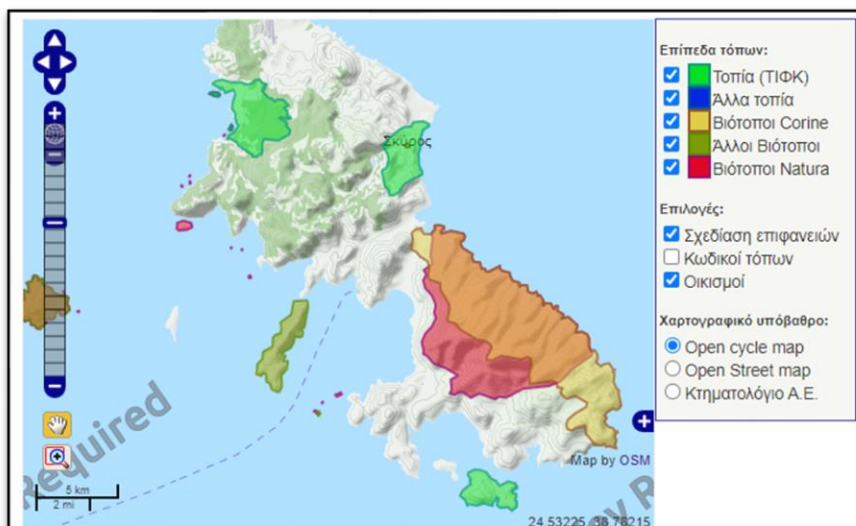 Σκύρος
Required
5 km
2 mi
Map by OSM
24.53225, 38.78215
Επίπεδα τόπων:
Τοπία (ΤΙΦΚ)
Άλλα τοπία
Βιότοποι Corine
Άλλοι Βιότοποι
Βιότοποι Natura
Επιλογές:
Σχεδίαση επιφανειών
Κωδικοί τόπων
Οικισμοί
Χαρτογραφικό υπόβαθρο:
Open cycle map
Open Street map
Κτηματολόγιο Α.Ε.